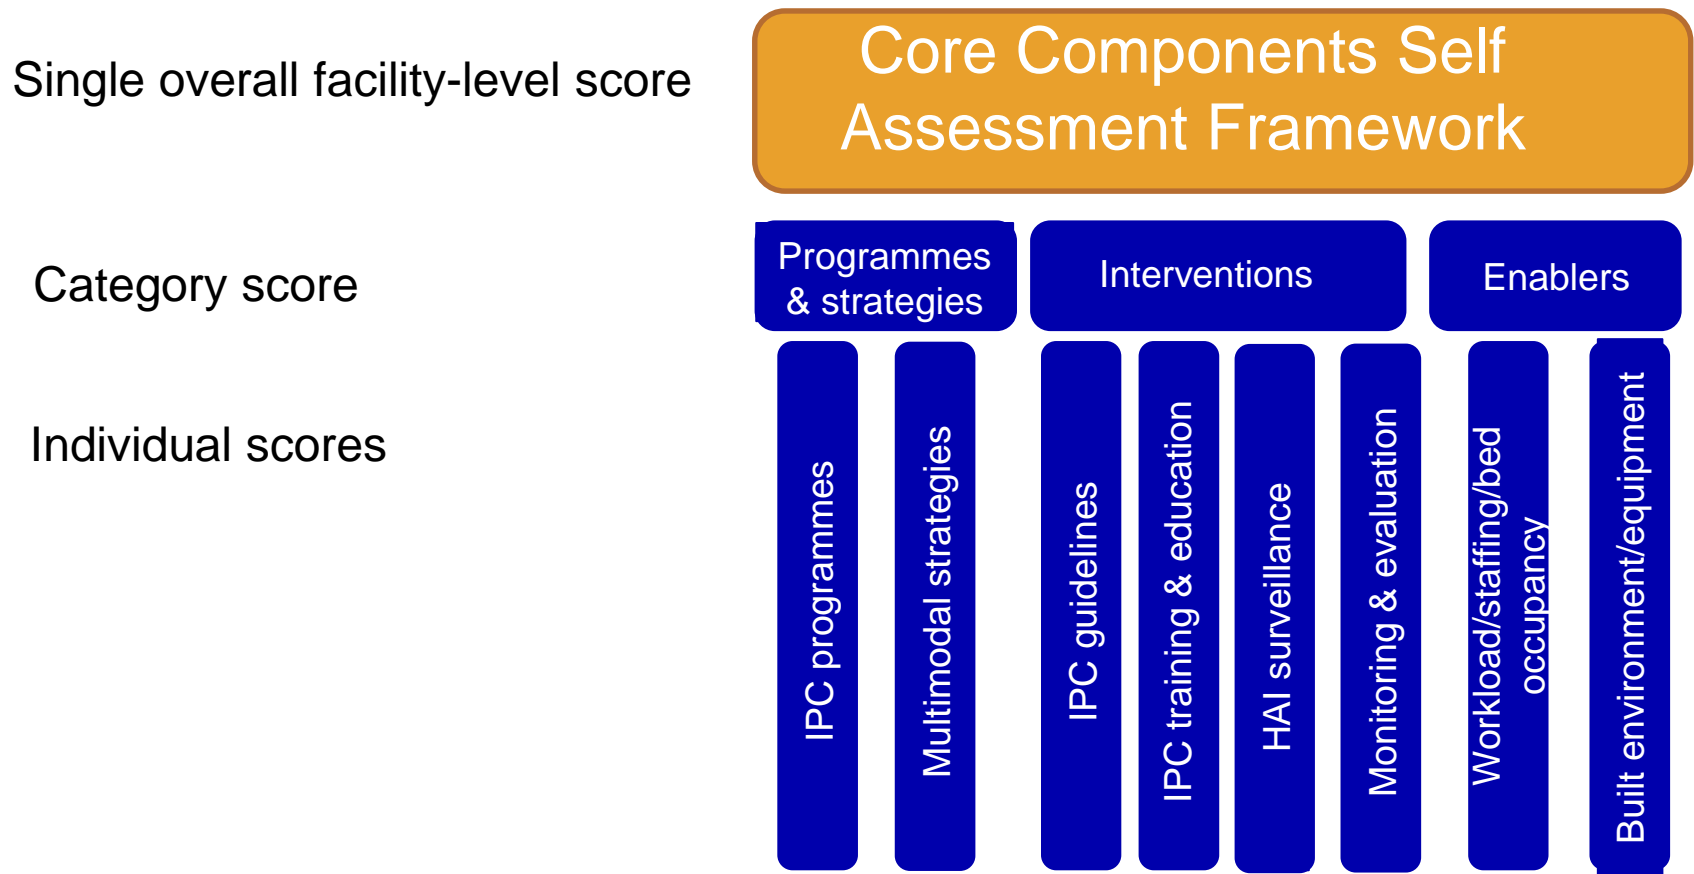 Single overall facility-level score
Core Components Self
Assessment Framework
Category score
Programmes
& strategies
Interventions
Enablers
Individual scores
IPC programmes
Multimodal strategies
IPC guidelines
IPC training & education
HAI surveillance
Monitoring & evaluation
Workload/staffing/bed
occupancy
Built environment/equipment